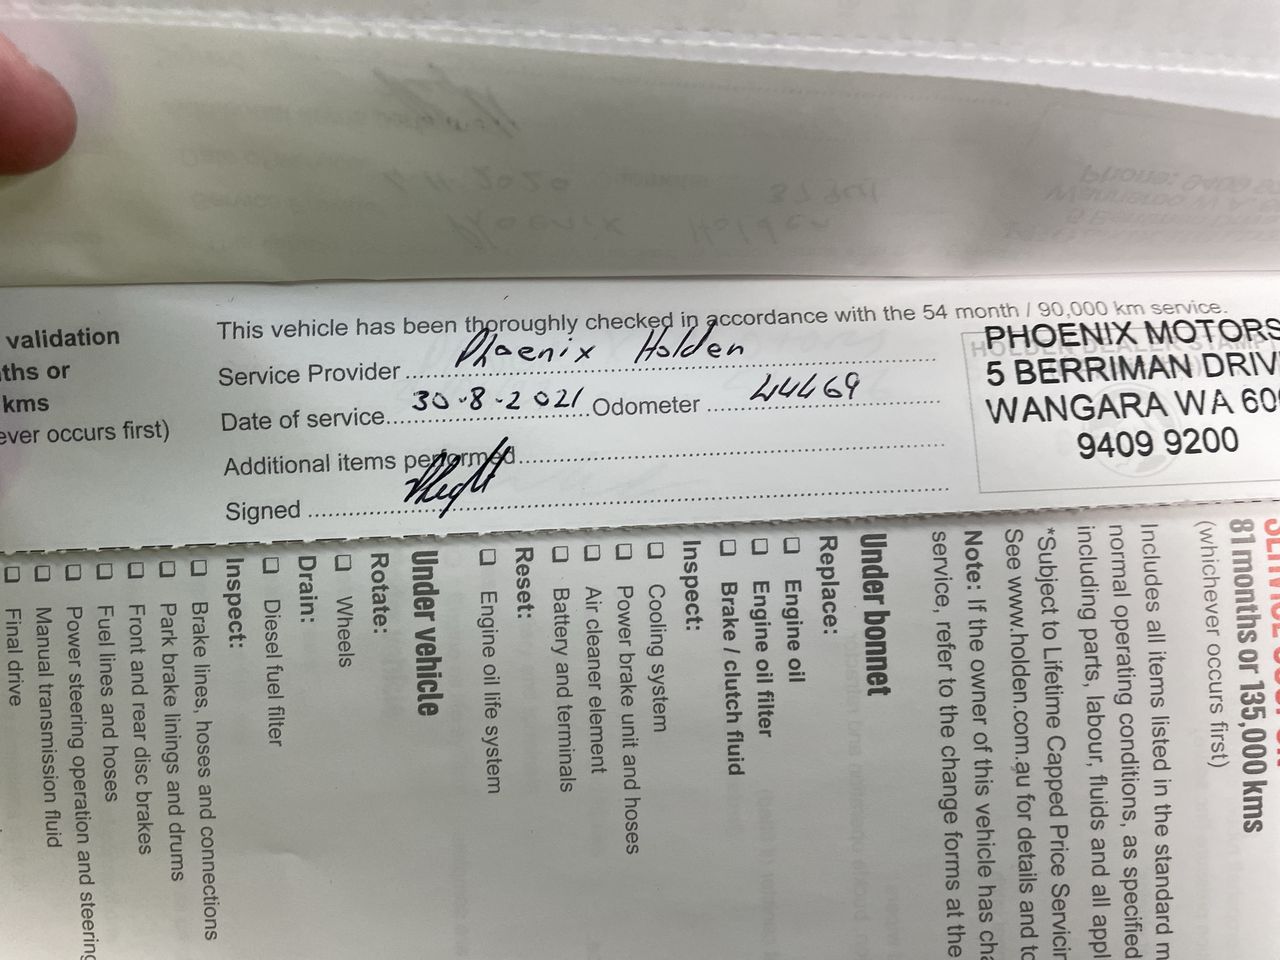 validation
ths or
kms
ever occurs first)
This vehicle has been thoroughly checked in accordance with the 54 month / 90,000 km service.
Service Provider Phoenix Holden
Date of service 30-8-2021 Odometer 44469
Additional items performed
Signed
PHOENIX MOTORS
5 BERRIMAN DRIV
WANGARA WA 60
9409 9200
81 months or 135,000 kms
(whichever occurs first)
Includes all items listed in the standard m
normal operating conditions, as specified
including parts, labour, fluids and all appl
*Subject to Lifetime Capped Price Servicin
See www.holden.com.au for details and to
Note: If the owner of this vehicle has cha
service, refer to the change forms at the
Under bonnet
Replace:
Engine oil
Engine oil filter
Brake / clutch fluid
Inspect:
Cooling system
Power brake unit and hoses
Air cleaner element
Battery and terminals
Reset:
Engine oil life system
Under vehicle
Rotate:
Wheels
Drain:
Diesel fuel filter
Inspect:
Brake lines, hoses and connections
Park brake linings and drums
Front and rear disc brakes
Fuel lines and hoses
Power steering operation and steering
Manual transmission fluid
Final drive